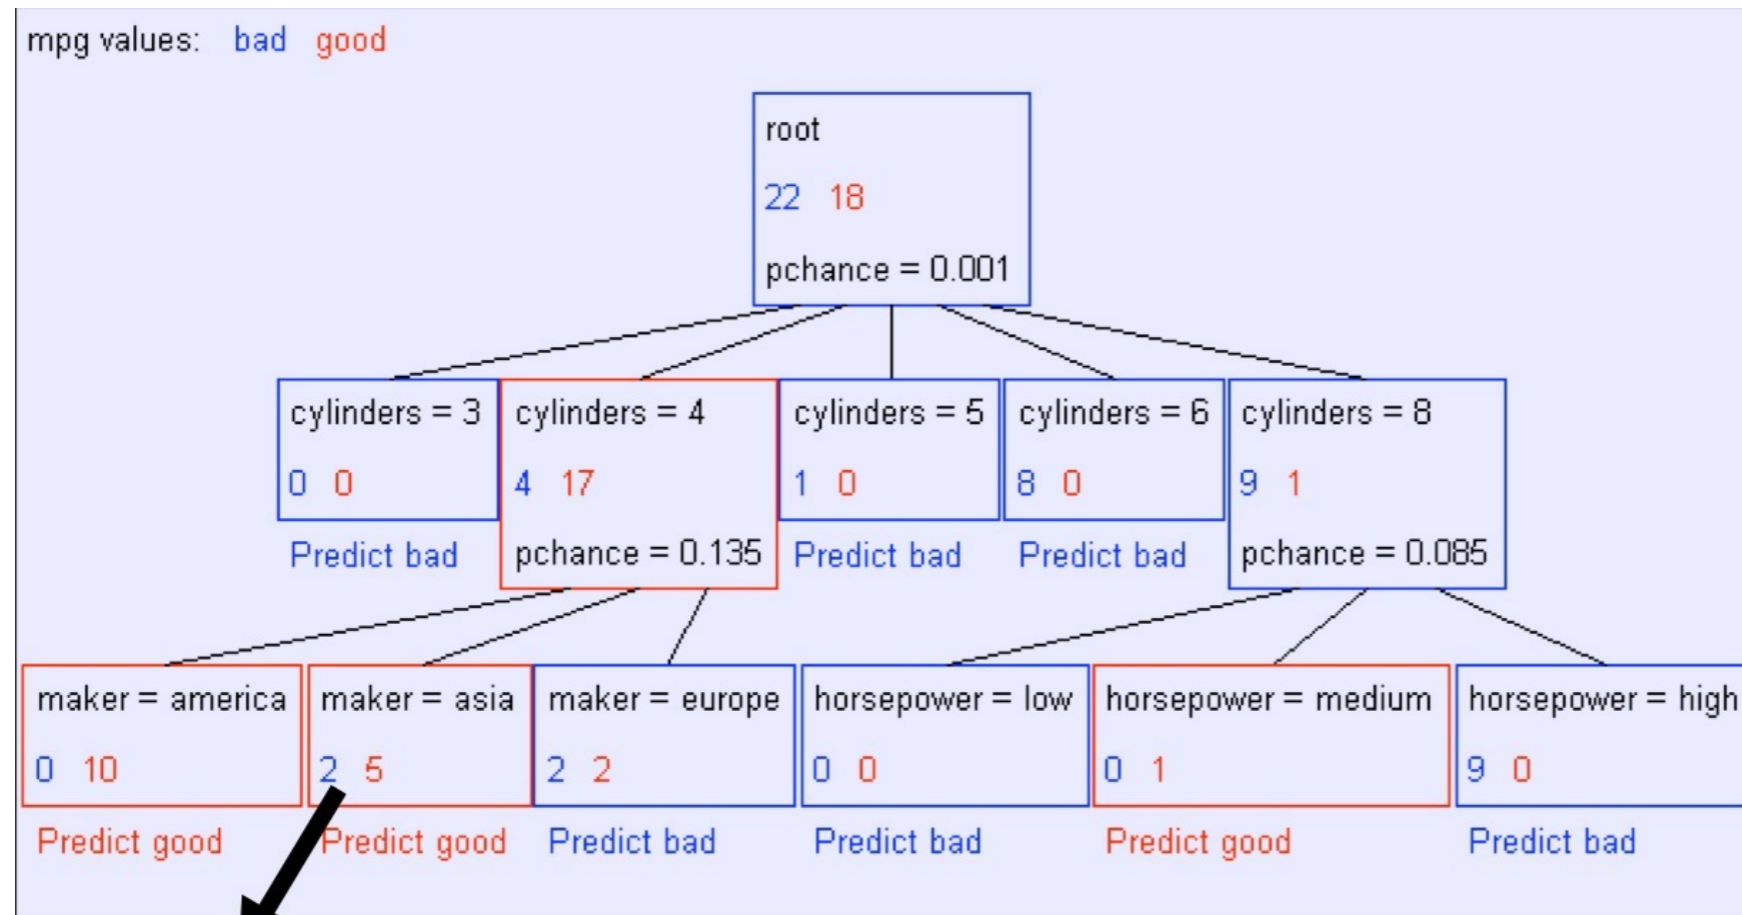 mpg values: bad good
root
22 18
pchance = 0.001
cylinders = 3
0 0
Predict bad
cylinders = 4
4 17
pchance = 0.135
cylinders = 5
1 0
Predict bad
cylinders = 6
8 0
Predict bad
cylinders = 8
9 1
pchance = 0.085
maker = america
0 10
Predict good
maker = asia
2 5
Predict good
maker = europe
2 2
Predict bad
horsepower = low
0 0
Predict bad
horsepower = medium
0 1
Predict good
horsepower = high
9 0
Predict bad